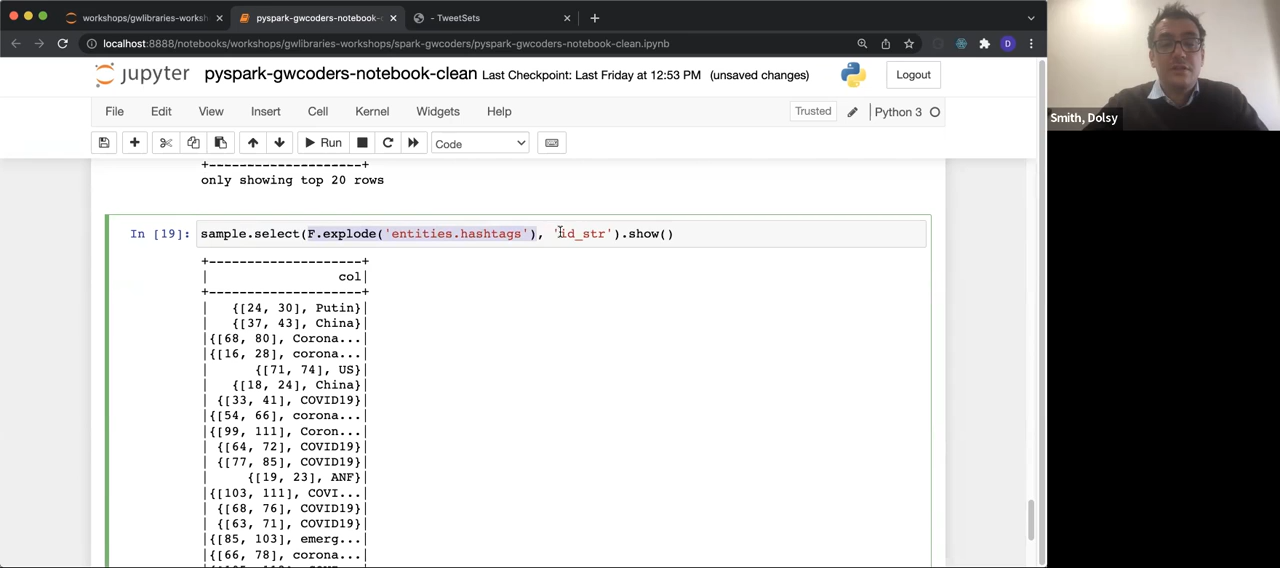 workshops/gwlibraries-worksh
pyspark-gwcoders-notebook-
- TweetSets
localhost:8888/notebooks/workshops/gwlibraries-workshops/spark-gwcoders/pyspark-gwcoders-notebook-clean.ipynb
D
jupyter pyspark-gwcoders-notebook-clean Last Checkpoint: Last Friday at 12:53 PM (unsaved changes)
Logout
File Edit View Insert Cell Kernel Widgets Help
Trusted
Python 3
Run
Code
Smith, Dolsy
+--------------------+
only showing top 20 rows
In [19]: sample.select(F.explode('entities.hashtags'), 'id_str').show()
+--------------------+
| col|
+--------------------+
| {[24, 30], Putin}|
| {[37, 43], China}|
|{[68, 80], Corona...|
|{[16, 28], corona...|
| {[71, 74], US}|
| {[18, 24], China}|
| {[33, 41], COVID19}|
|{[54, 66], corona...|
|{[99, 111], Coron...|
| {[64, 72], COVID19}|
| {[77, 85], COVID19}|
| {[19, 23], ANF}|
|{[103, 111], COVI...|
| {[68, 76], COVID19}|
| {[63, 71], COVID19}|
|{[85, 103], emerg...|
|{[66, 78], corona...|